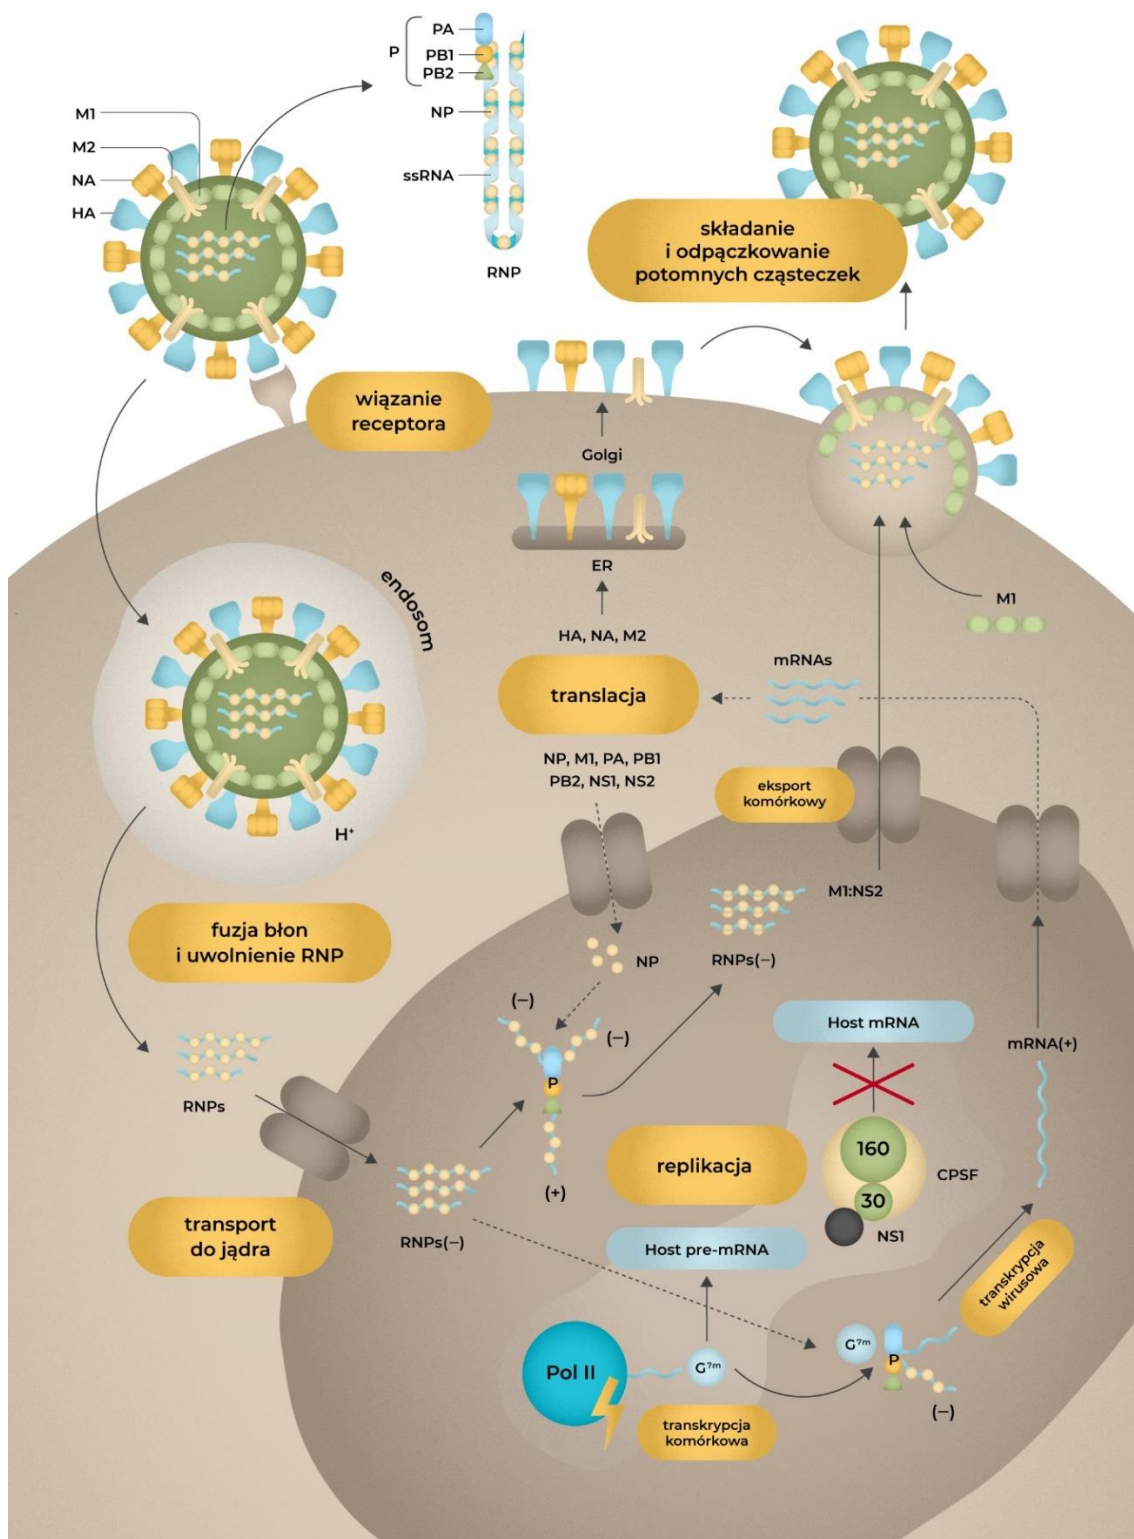 P
PA
PB1
PB2
NP
ssRNA
RNP
M1
M2
NA
HA
składanie
i odpączkowanie
potomnych cząsteczek
wiązanie
receptora
Golgi
ER
M1
endosom
H⁺
HA, NA, M2
translacja
mRNAs
NP, M1, PA, PB1
PB2, NS1, NS2
eksport
komórkowy
M1:NS2
fuzja błon
i uwolnienie RNP
NP
RNPs(−)
(−)
(−)
P
(+)
Host mRNA
mRNA(+)
RNPs
replikacja
160
30
CPSF
NS1
transport
do jądra
RNPs(−)
Host pre-mRNA
transkrypcja
wirusowa
Pol II
G⁷ᵐ
G⁷ᵐ
P
(−)
transkrypcja
komórkowa